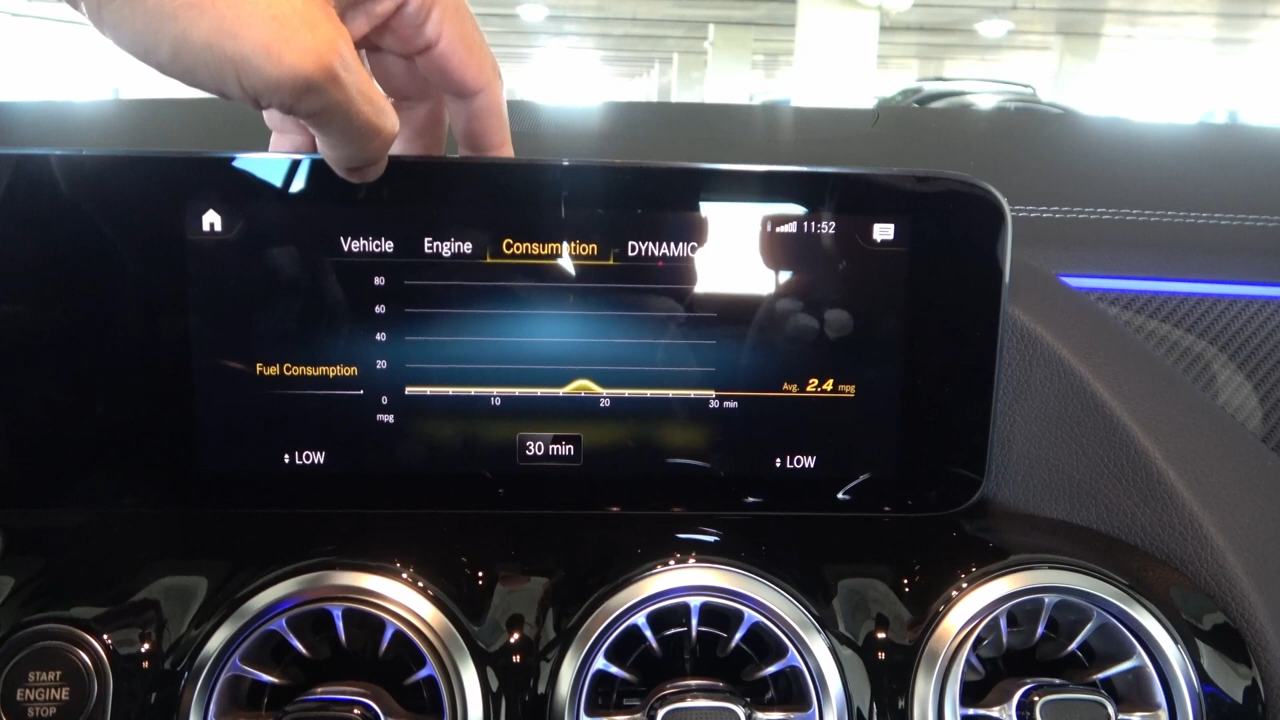 11:52
Vehicle Engine Consumption DYNAMIC
80
60
40
20
Fuel Consumption
Avg. 2.4 mpg
0
10 20 30 min
mpg
30 min
LOW LOW
START
ENGINE
STOP